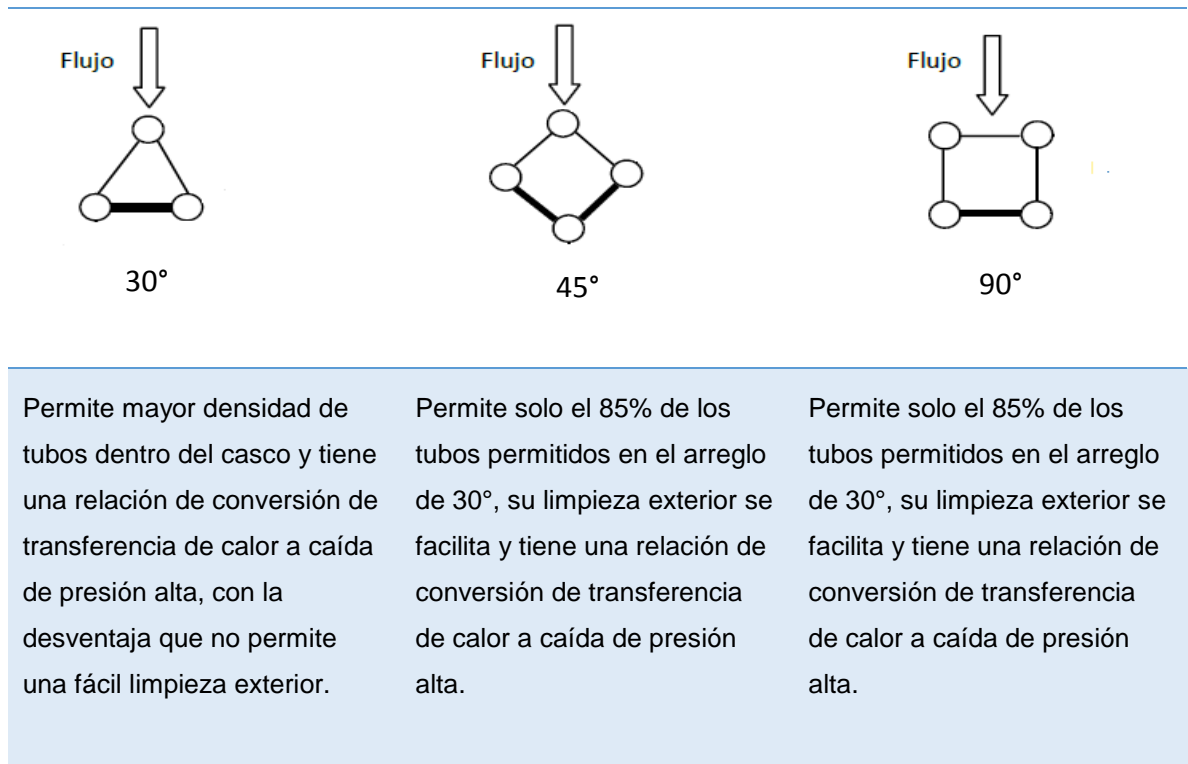 Flujo
Flujo
Flujo
30°
45°
90°
Permite mayor densidad de
tubos dentro del casco y tiene
una relación de conversión de
transferencia de calor a caída
de presión alta, con la
desventaja que no permite
una fácil limpieza exterior.
Permite solo el 85% de los
tubos permitidos en el arreglo
de 30°, su limpieza exterior se
facilita y tiene una relación de
conversión de transferencia
de calor a caída de presión
alta.
Permite solo el 85% de los
tubos permitidos en el arreglo
de 30°, su limpieza exterior se
facilita y tiene una relación de
conversión de transferencia
de calor a caída de presión
alta.